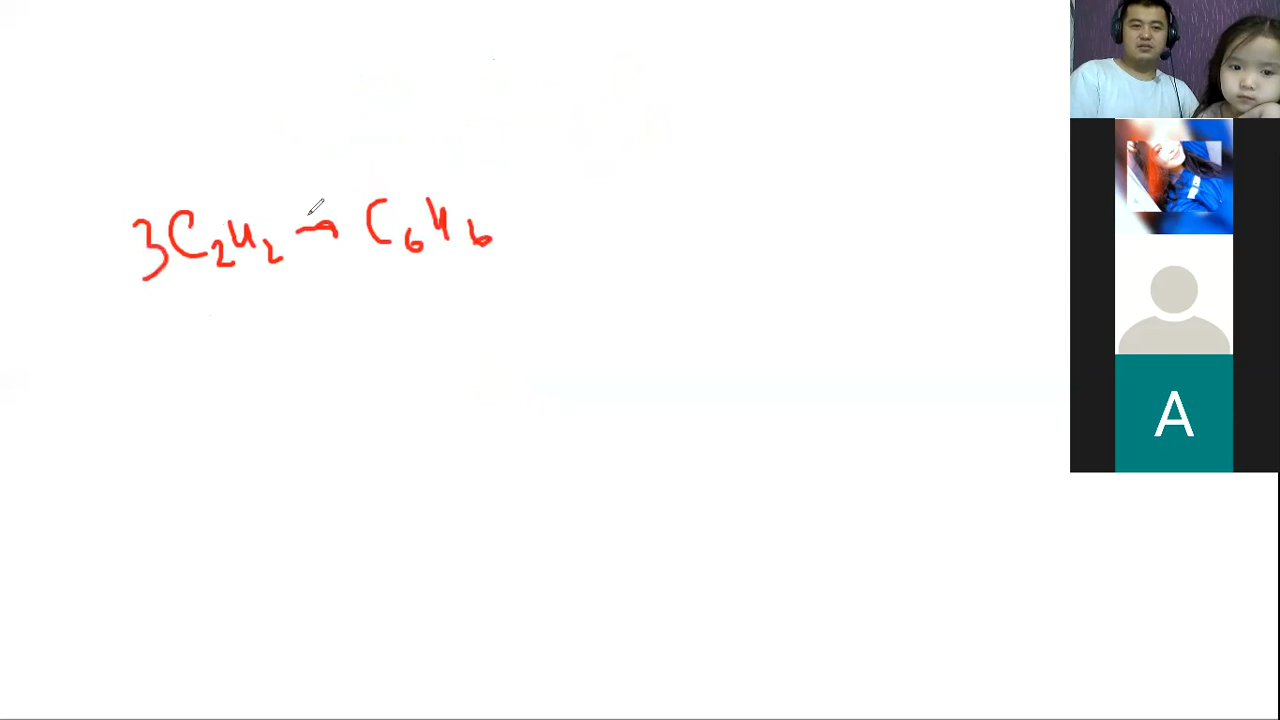 3C₂H₂ → C₆H₆
A